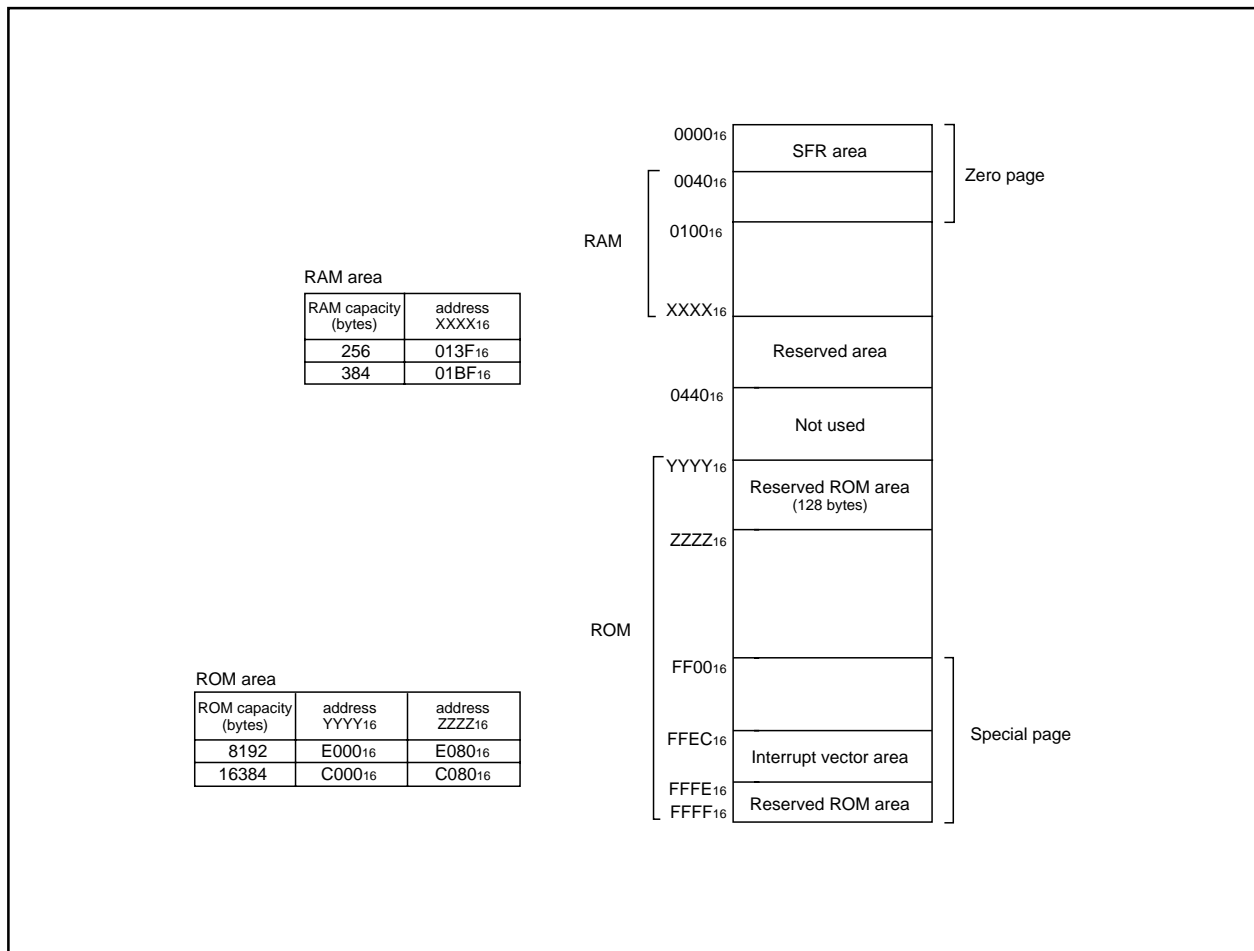 0000₁₆
SFR area
Zero page
0040₁₆
RAM
0100₁₆
RAM area
RAM capacity (bytes) address XXXX₁₆
256 013F₁₆
384 01BF₁₆
XXXX₁₆
Reserved area
0440₁₆
Not used
YYYY₁₆
Reserved ROM area
(128 bytes)
ZZZZ₁₆
ROM
FF00₁₆
ROM area
ROM capacity (bytes) address YYYY₁₆ address ZZZZ₁₆
8192 E000₁₆ E080₁₆
16384 C000₁₆ C080₁₆
FFEC₁₆
Interrupt vector area
Special page
FFFE₁₆
Reserved ROM area
FFFF₁₆